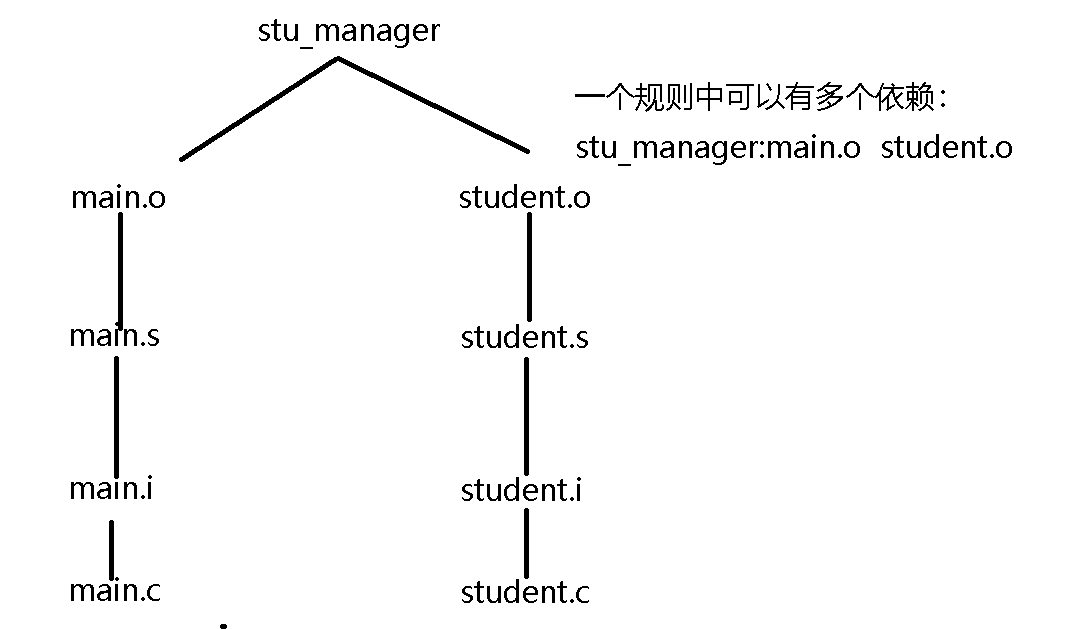 stu_manager
一个规则中可以有多个依赖：
stu_manager:main.o student.o
main.o student.o
main.s student.s
main.i student.i
main.c student.c